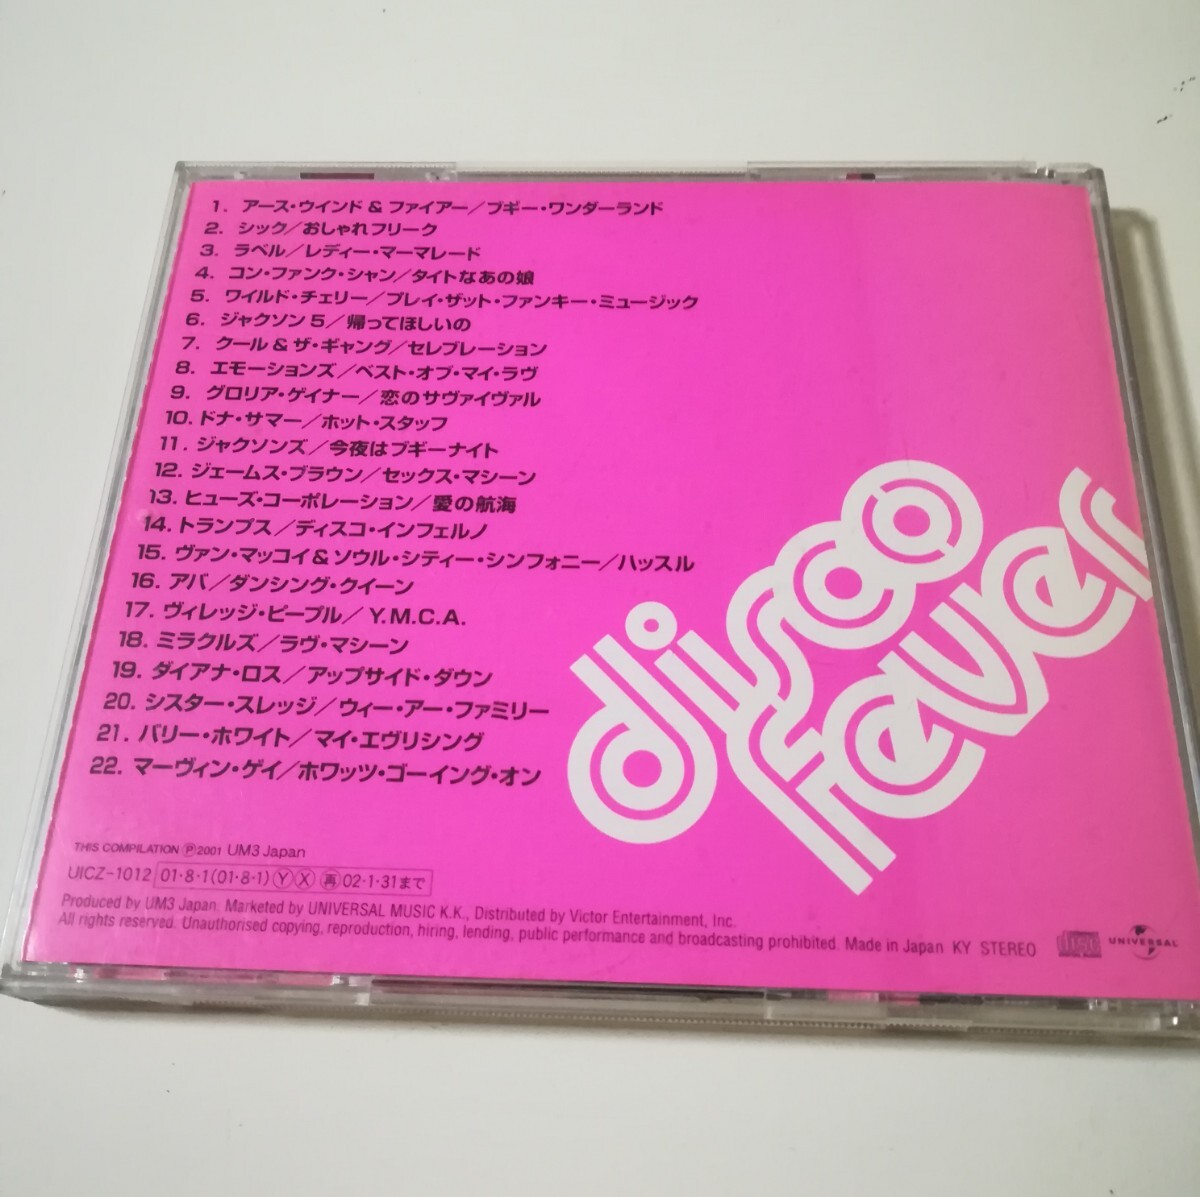 1. アース・ウインド & ファイアー／ブギー・ワンダーランド
2. シック／おしゃれフリーク
3. ラベル／レディー・マーマレード
4. コン・ファンク・シャン／タイトなあの娘
5. ワイルド・チェリー／プレイ・ザット・ファンキー・ミュージック
6. ジャクソン 5／帰ってほしいの
7. クール & ザ・ギャング／セレブレーション
8. エモーションズ／ベスト・オブ・マイ・ラヴ
9. グロリア・ゲイナー／恋のサヴァイヴァル
10. ドナ・サマー／ホット・スタッフ
11. ジャクソンズ／今夜はブギーナイト
12. ジェームス・ブラウン／セックス・マシーン
13. ヒューズ・コーポレーション／愛の航海
14. トランプス／ディスコ・インフェルノ
15. ヴァン・マッコイ & ソウル・シティー・シンフォニー／ハッスル
16. アバ／ダンシング・クイーン
17. ヴィレッジ・ピープル／Y.M.C.A.
18. ミラクルズ／ラヴ・マシーン
19. ダイアナ・ロス／アップサイド・ダウン
20. シスター・スレッジ／ウィー・アー・ファミリー
21. バリー・ホワイト／マイ・エヴリシング
22. マーヴィン・ゲイ／ホワッツ・ゴーイング・オン
disco
fever
THIS COMPILATION Ⓟ2001 UM3 Japan
UICZ-1012 01・8・1(01・8・1) Ⓨ Ⓧ 再 02・1・31まで
Produced by UM3 Japan. Marketed by UNIVERSAL MUSIC K.K., Distributed by Victor Entertainment, Inc.
All rights reserved. Unauthorised copying, reproduction, hiring, lending, public performance and broadcasting prohibited. Made in Japan KY STEREO
disc
UNIVERSAL